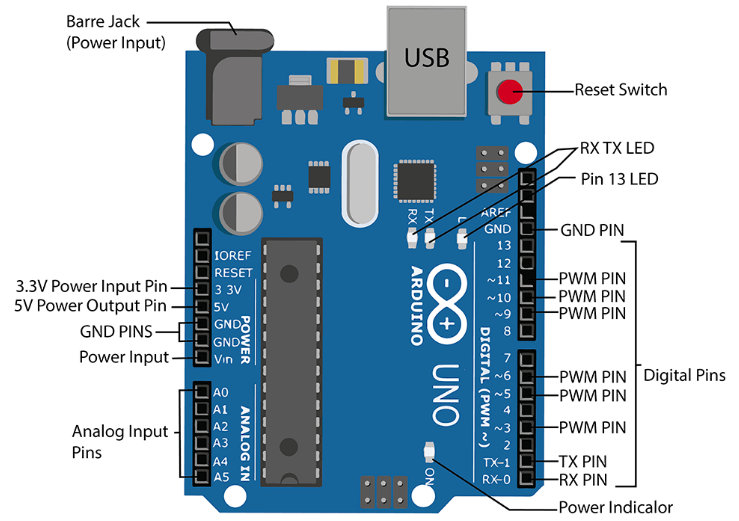 Barre Jack
(Power Input)
USB
Reset Switch
RX TX LED
Pin 13 LED
RX
TX
L
AREF
GND
GND PIN
13
12
~11
PWM PIN
~10
PWM PIN
~9
PWM PIN
8
IOREF
RESET
3.3V Power Input Pin
3 3V
5V Power Output Pin
5V
GND PINS
GND
GND
Power Input
Vin
POWER
ARDUINO
UNO
DIGITAL (PWM ~)
7
~6
PWM PIN
~5
PWM PIN
4
~3
PWM PIN
2
TX~1
TX PIN
RX~0
RX PIN
Digital Pins
Analog Input
Pins
A0
A1
A2
A3
A4
A5
ANALOG IN
ON
Power Indicalor